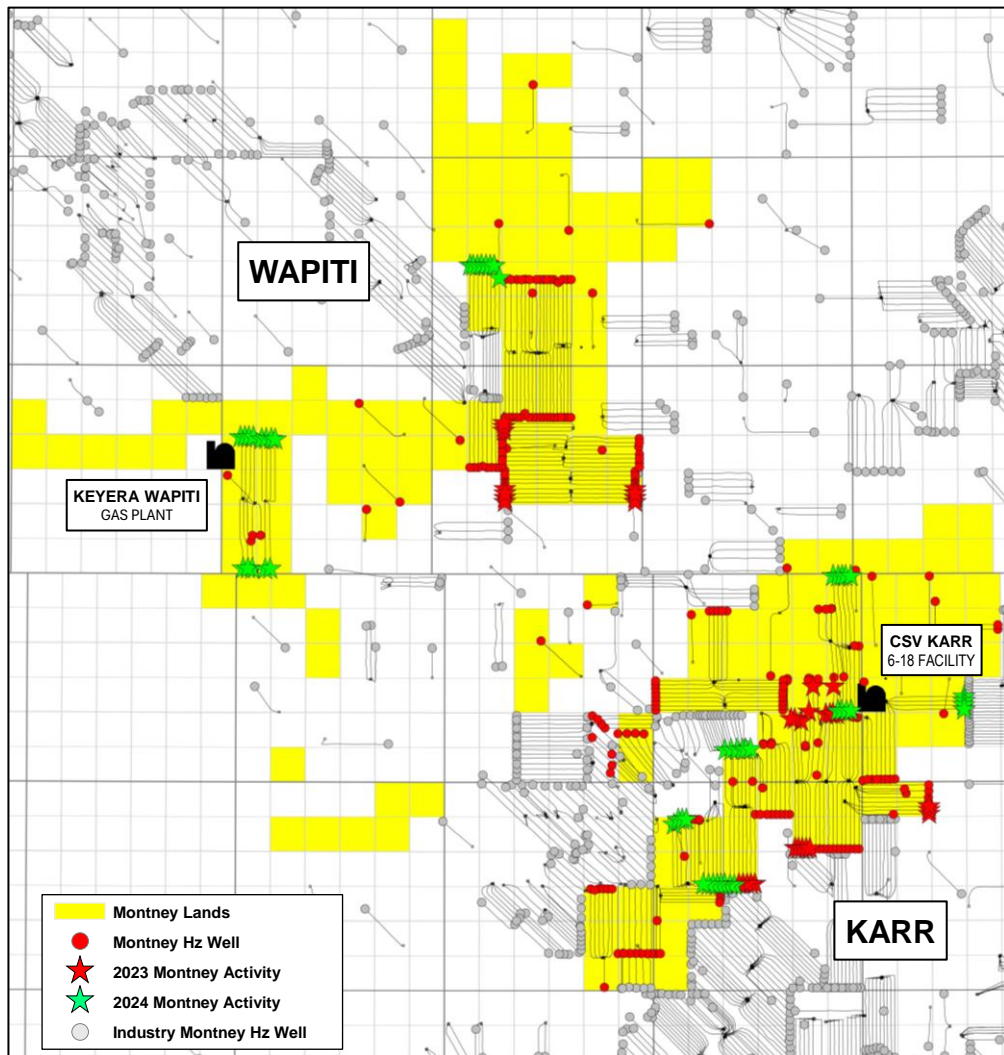 WAPITI
KEYERA WAPITI
GAS PLANT
CSV KARR
6-18 FACILITY
KARR
Montney Lands
Montney Hz Well
2023 Montney Activity
2024 Montney Activity
Industry Montney Hz Well